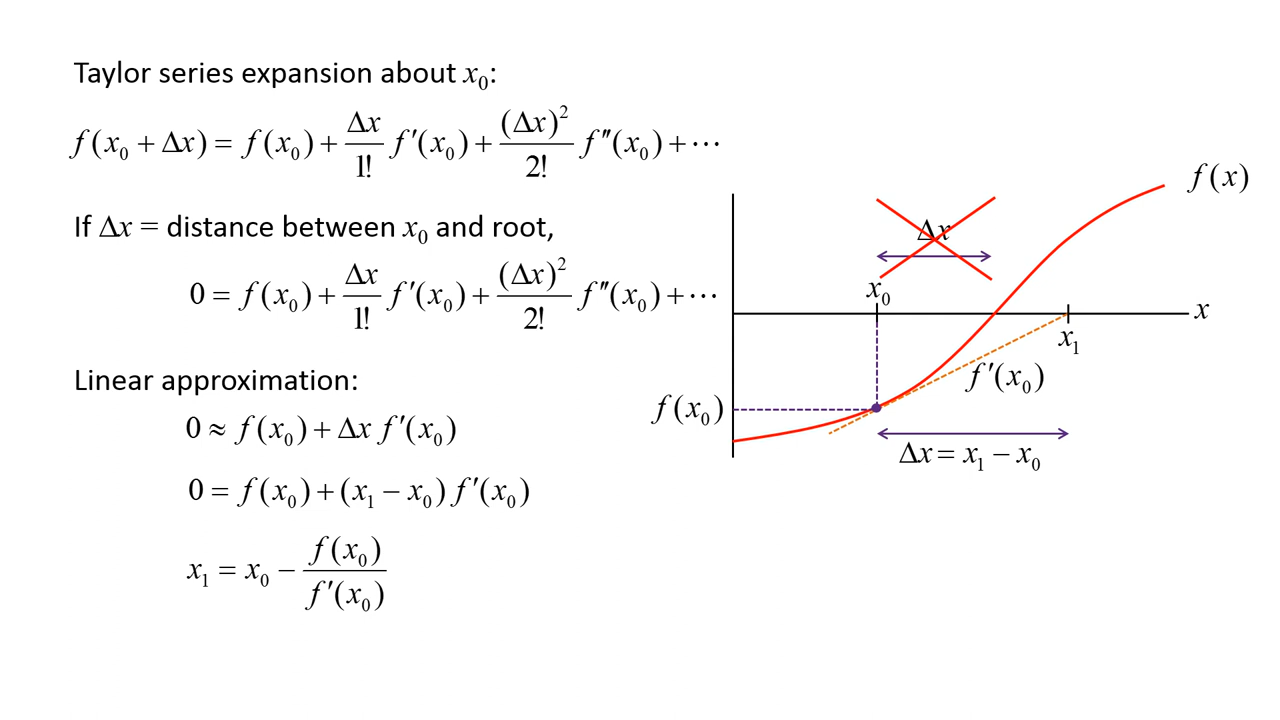 Taylor series expansion about x₀:
f(x₀ + Δx) = f(x₀) + Δx/1! f′(x₀) + (Δx)²/2! f″(x₀) + ⋯
If Δx = distance between x₀ and root,
0 = f(x₀) + Δx/1! f′(x₀) + (Δx)²/2! f″(x₀) + ⋯
Linear approximation:
0 ≈ f(x₀) + Δx f′(x₀)
0 = f(x₀) + (x₁ − x₀) f′(x₀)
x₁ = x₀ − f(x₀)/f′(x₀)
f(x)
Δx
x₀
x
x₁
f′(x₀)
f(x₀)
Δx = x₁ − x₀